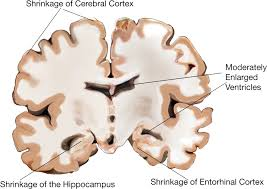 Shrinkage of Cerebral Cortex
Moderately
Enlarged
Ventricles
Shrinkage of the Hippocampus
Shrinkage of Entorhinal Cortex